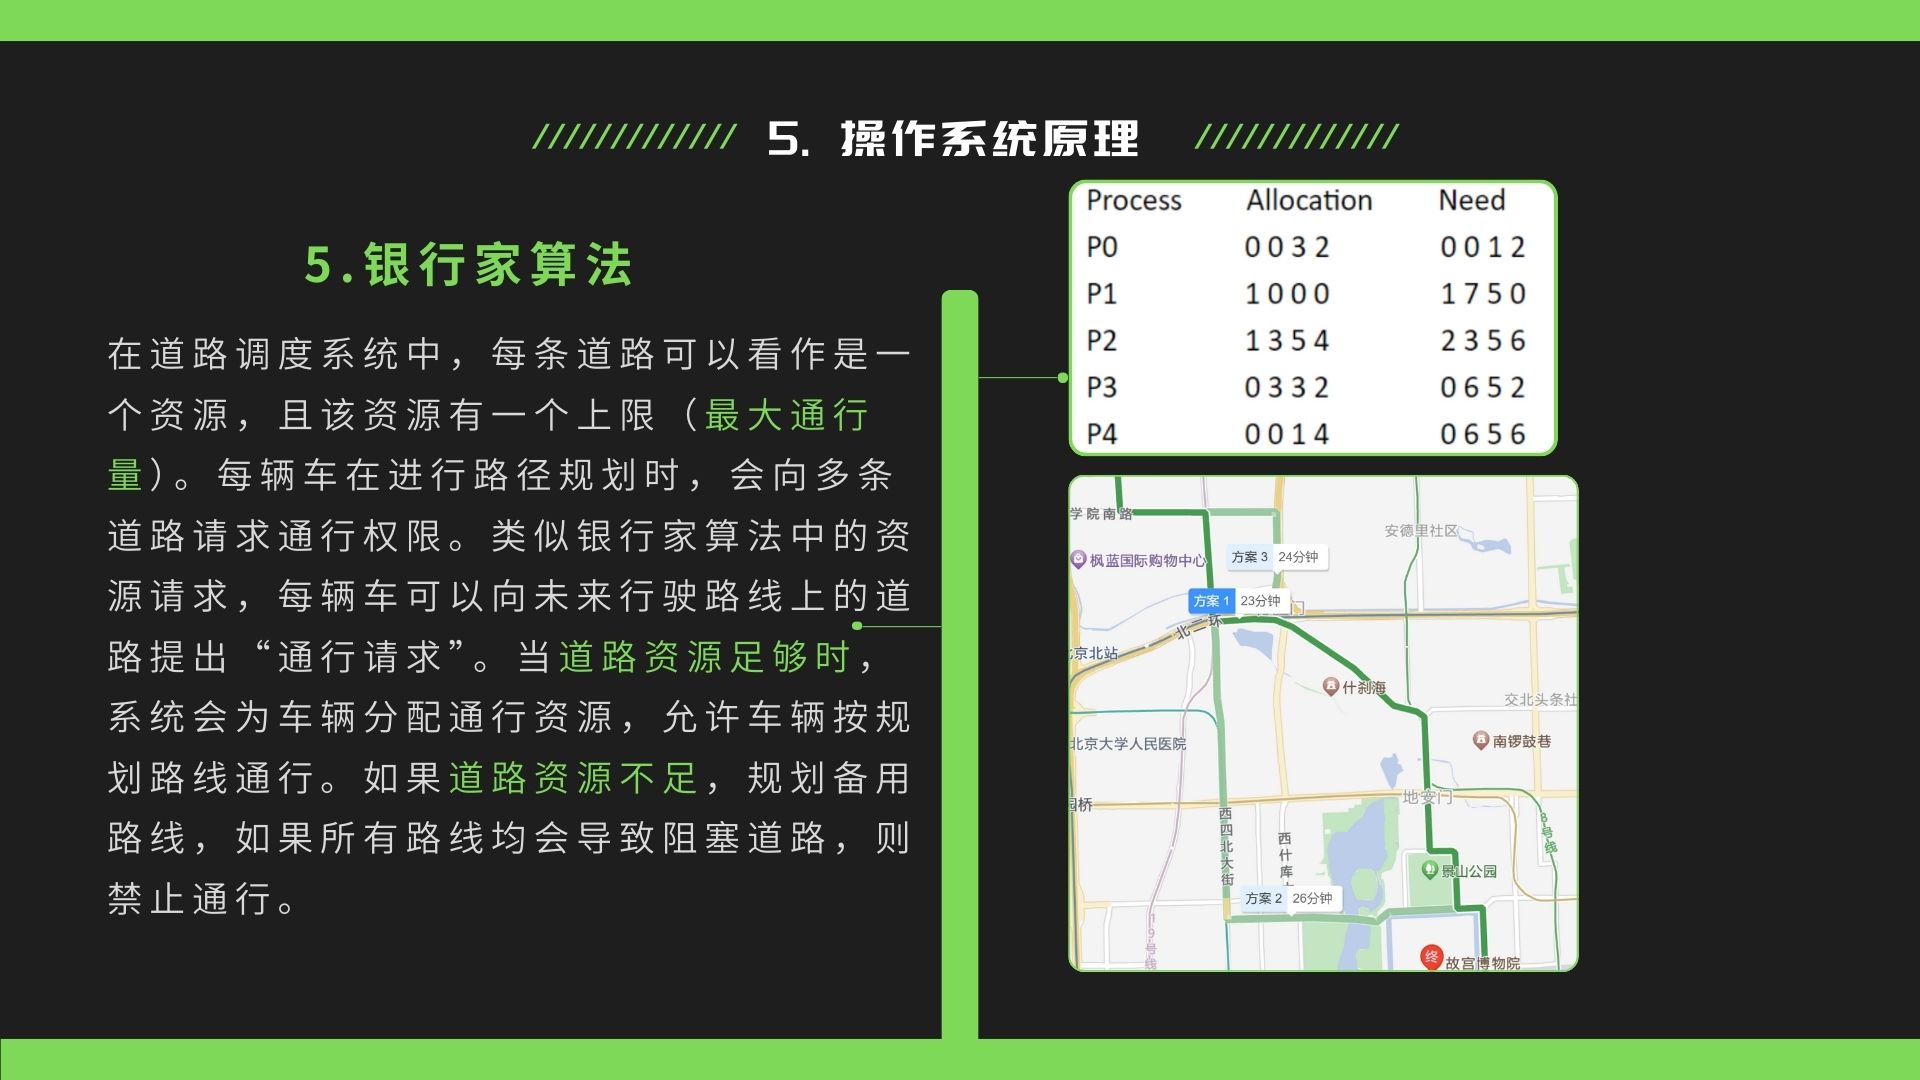 5. 操作系统原理
5.银行家算法
在道路调度系统中，每条道路可以看作是一
个资源，且该资源有一个上限（最大通行
量）。每辆车在进行路径规划时，会向多条
道路请求通行权限。类似银行家算法中的资
源请求，每辆车可以向未来行驶路线上的道
路提出“通行请求”。当道路资源足够时，
系统会为车辆分配通行资源，允许车辆按规
划路线通行。如果道路资源不足，规划备用
路线，如果所有路线均会导致阻塞道路，则
禁止通行。
Process Allocation Need
P0 0 0 3 2 0 0 1 2
P1 1 0 0 0 1 7 5 0
P2 1 3 5 4 2 3 5 6
P3 0 3 3 2 0 6 5 2
P4 0 0 1 4 0 6 5 6
学院南路
安德里社区
枫蓝国际购物中心
方案 3 24分钟
方案 1 23分钟
门
北二环
京北站
什刹海
交北头条社
南锣鼓巷
北京大学人民医院
地安门
桥
西四北大街
西什库
8号线
景山公园
方案 2 26分钟
19号线
终
故宫博物院